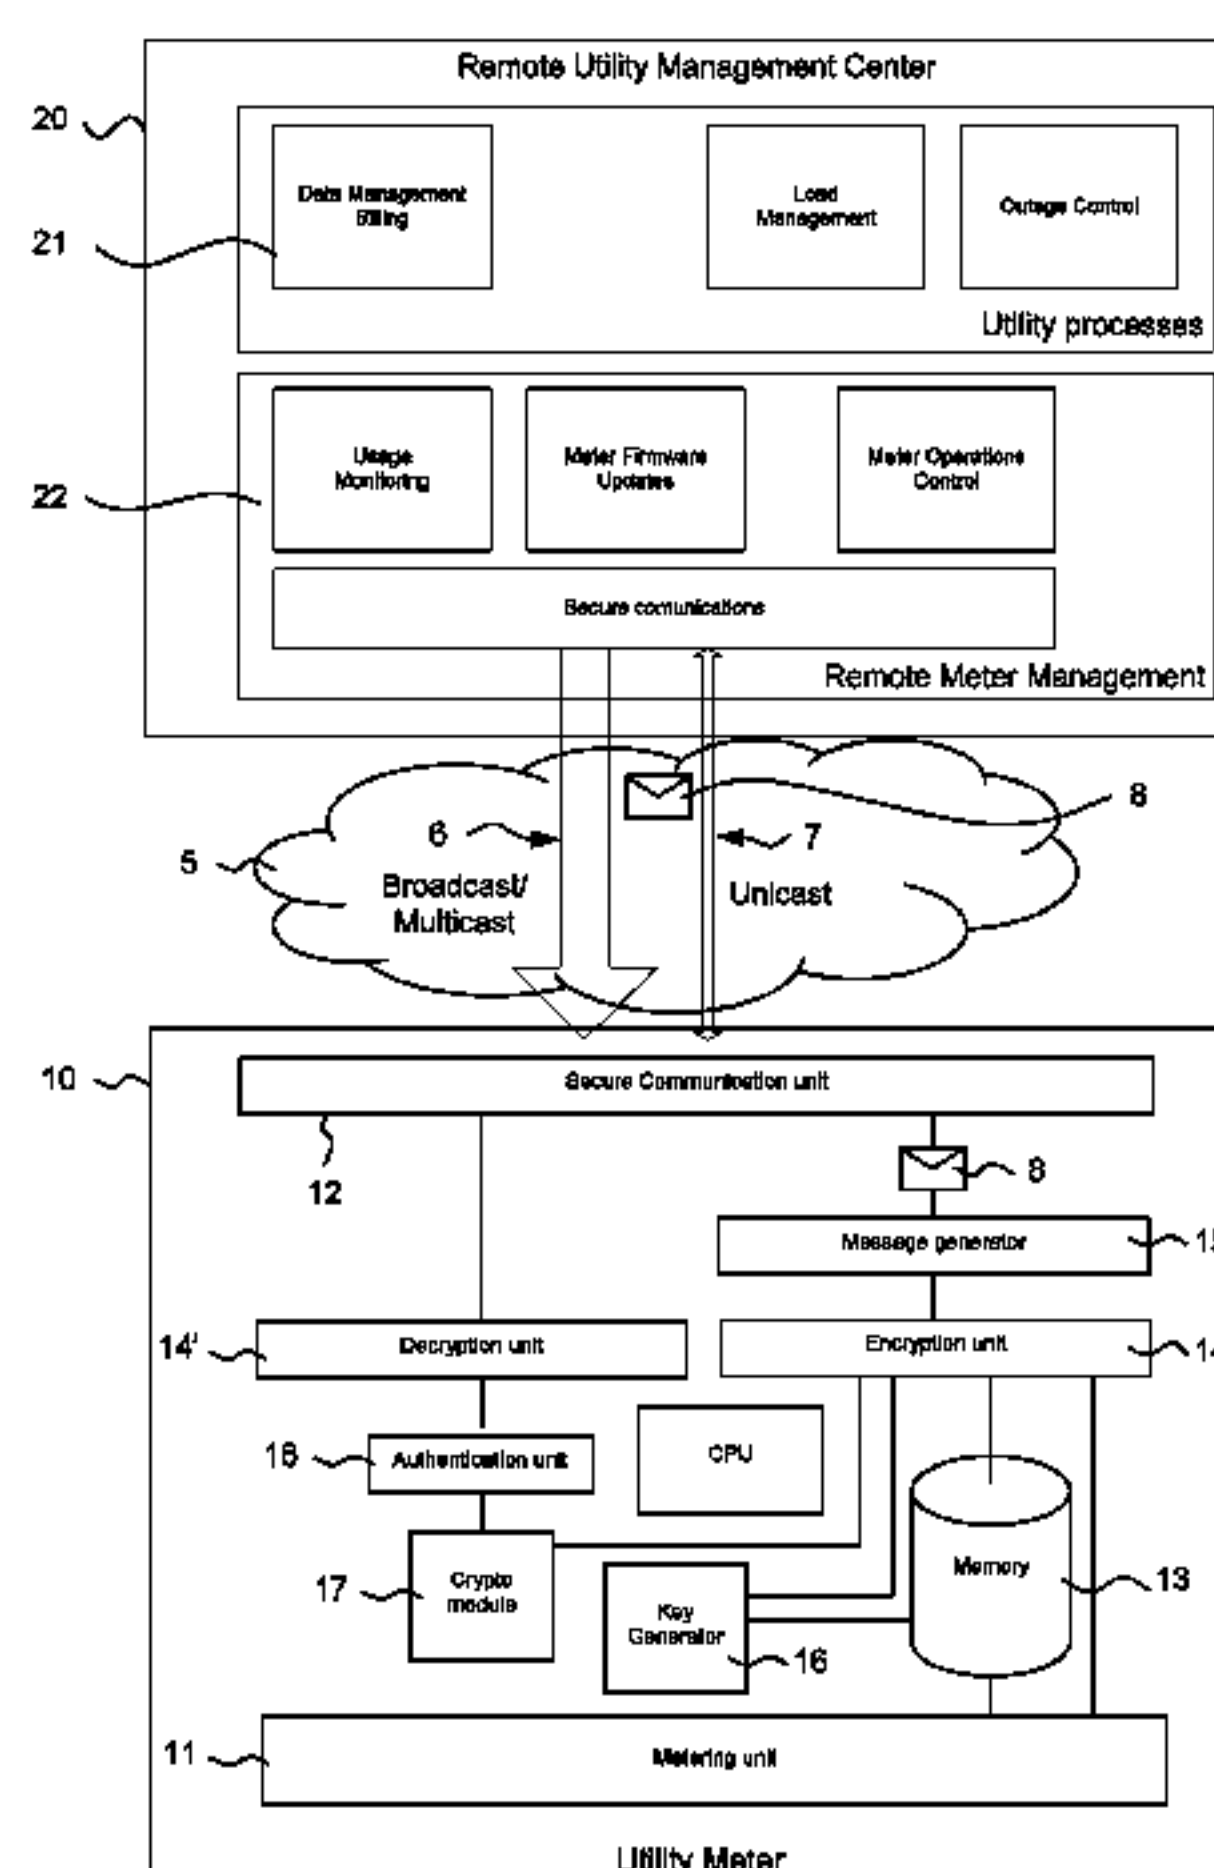 Remote Utility Management Center
20
Data Management
Billing
Load
Management
Outage Control
21
Utility processes
Usage
Monitoring
Meter Firmware
Updates
Meter Operations
Control
22
Secure comunications
Remote Meter Management
8
6
7
5
Broadcast/
Multicast
Unicast
10
Secure Communication unit
12
8
Message generator
14'
Decryption unit
Encryption unit
14
18
Authentication unit
CPU
17
Crypto
module
Memory
13
Key
Generator
16
11
Metering unit
Utility Meter